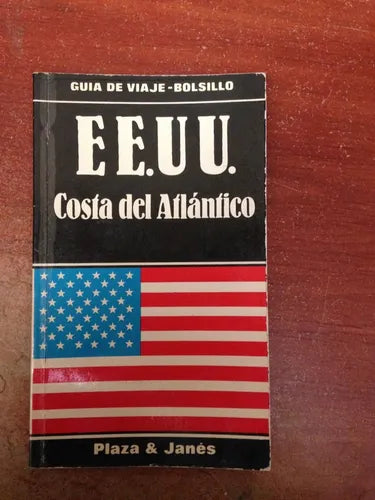 GUIA DE VIAJE-BOLSILLO
EE.UU.
Costa del Atlántico
Plaza & Janés